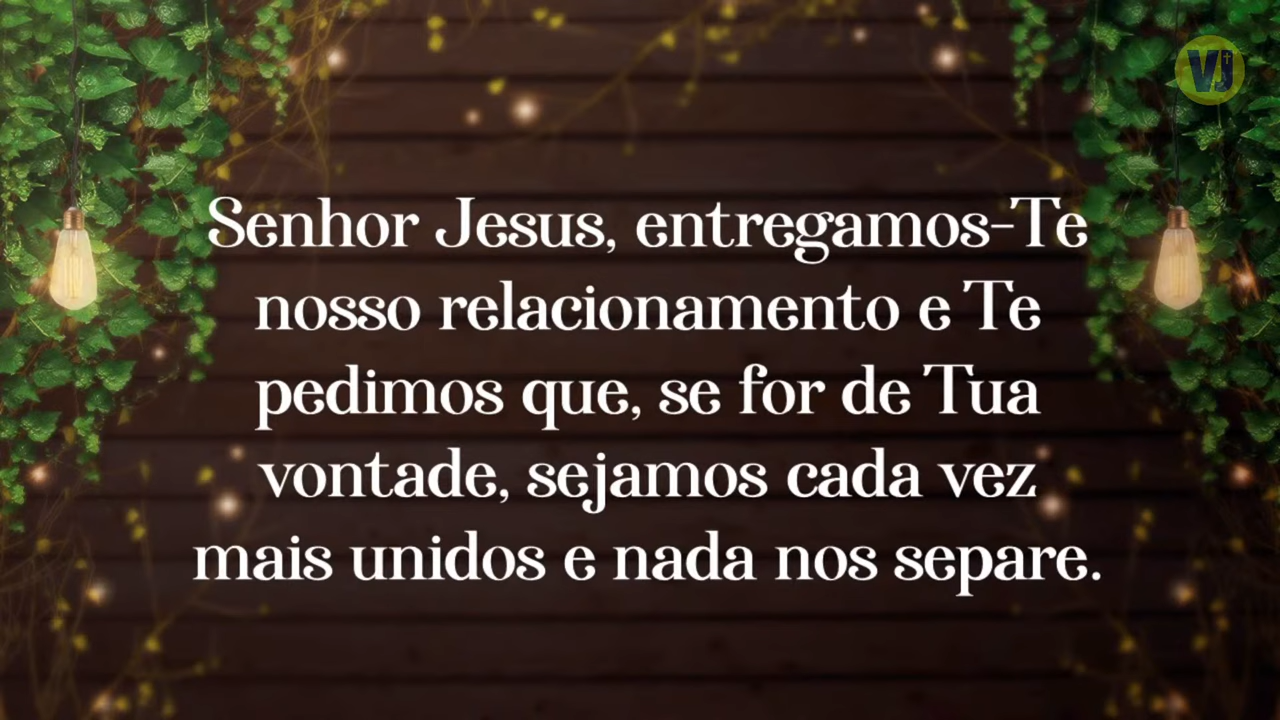 VJ
Senhor Jesus, entregamos-Te
nosso relacionamento e Te
pedimos que, se for de Tua
vontade, sejamos cada vez
mais unidos e nada nos separe.